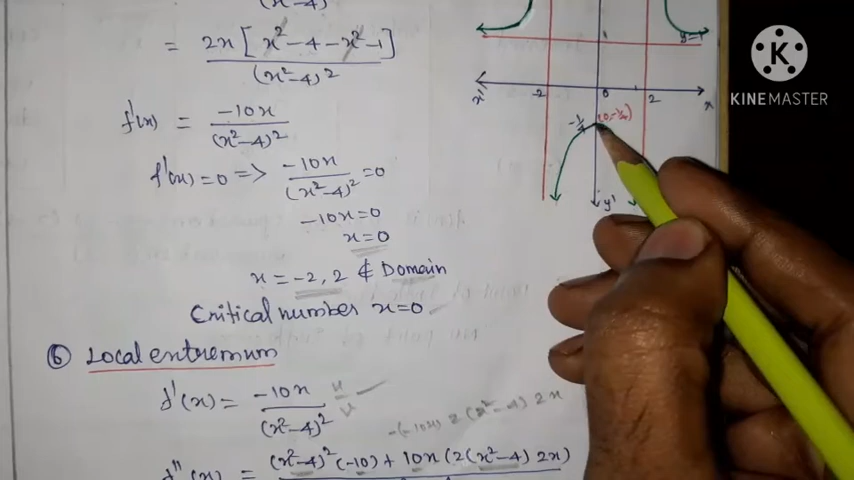 (x²-4)
= 2x[x²-4-x²-1] / (x²-4)²
f'(x) = -10x / (x²-4)²
f'(x)=0 => -10x / (x²-4)² =0
-10x=0
x=0
x = -2, 2 ∉ Domain
Critical number x=0
⑥ Local extremum
f'(x) = -10x / (x²-4)² u/v
-(-10x) 2(x²-4) 2x
f''(x) = (x²-4)²(-10) + 10x(2(x²-4) 2x)
y=1
x' -2 0 2 x
-1/4 (0,-1/4)
y'
KINEMASTER